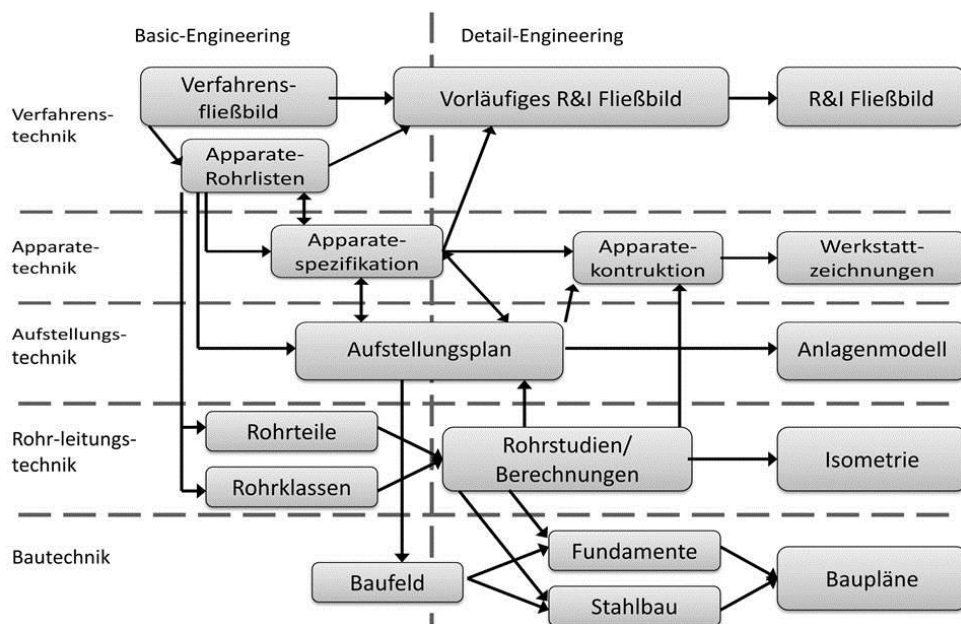 Basic-Engineering
Detail-Engineering
Verfahrens-
technik
Verfahrens-
fließbild
Vorläufiges R&I Fließbild
R&I Fließbild
Apparate-
Rohrlisten
Apparate-
technik
Apparate-
spezifikation
Apparate-
kontruktion
Werkstatt-
zeichnungen
Aufstellungs-
technik
Aufstellungsplan
Anlagenmodell
Rohr-leitungs-
technik
Rohrteile
Rohrklassen
Rohrstudien/
Berechnungen
Isometrie
Bautechnik
Baufeld
Fundamente
Stahlbau
Baupläne